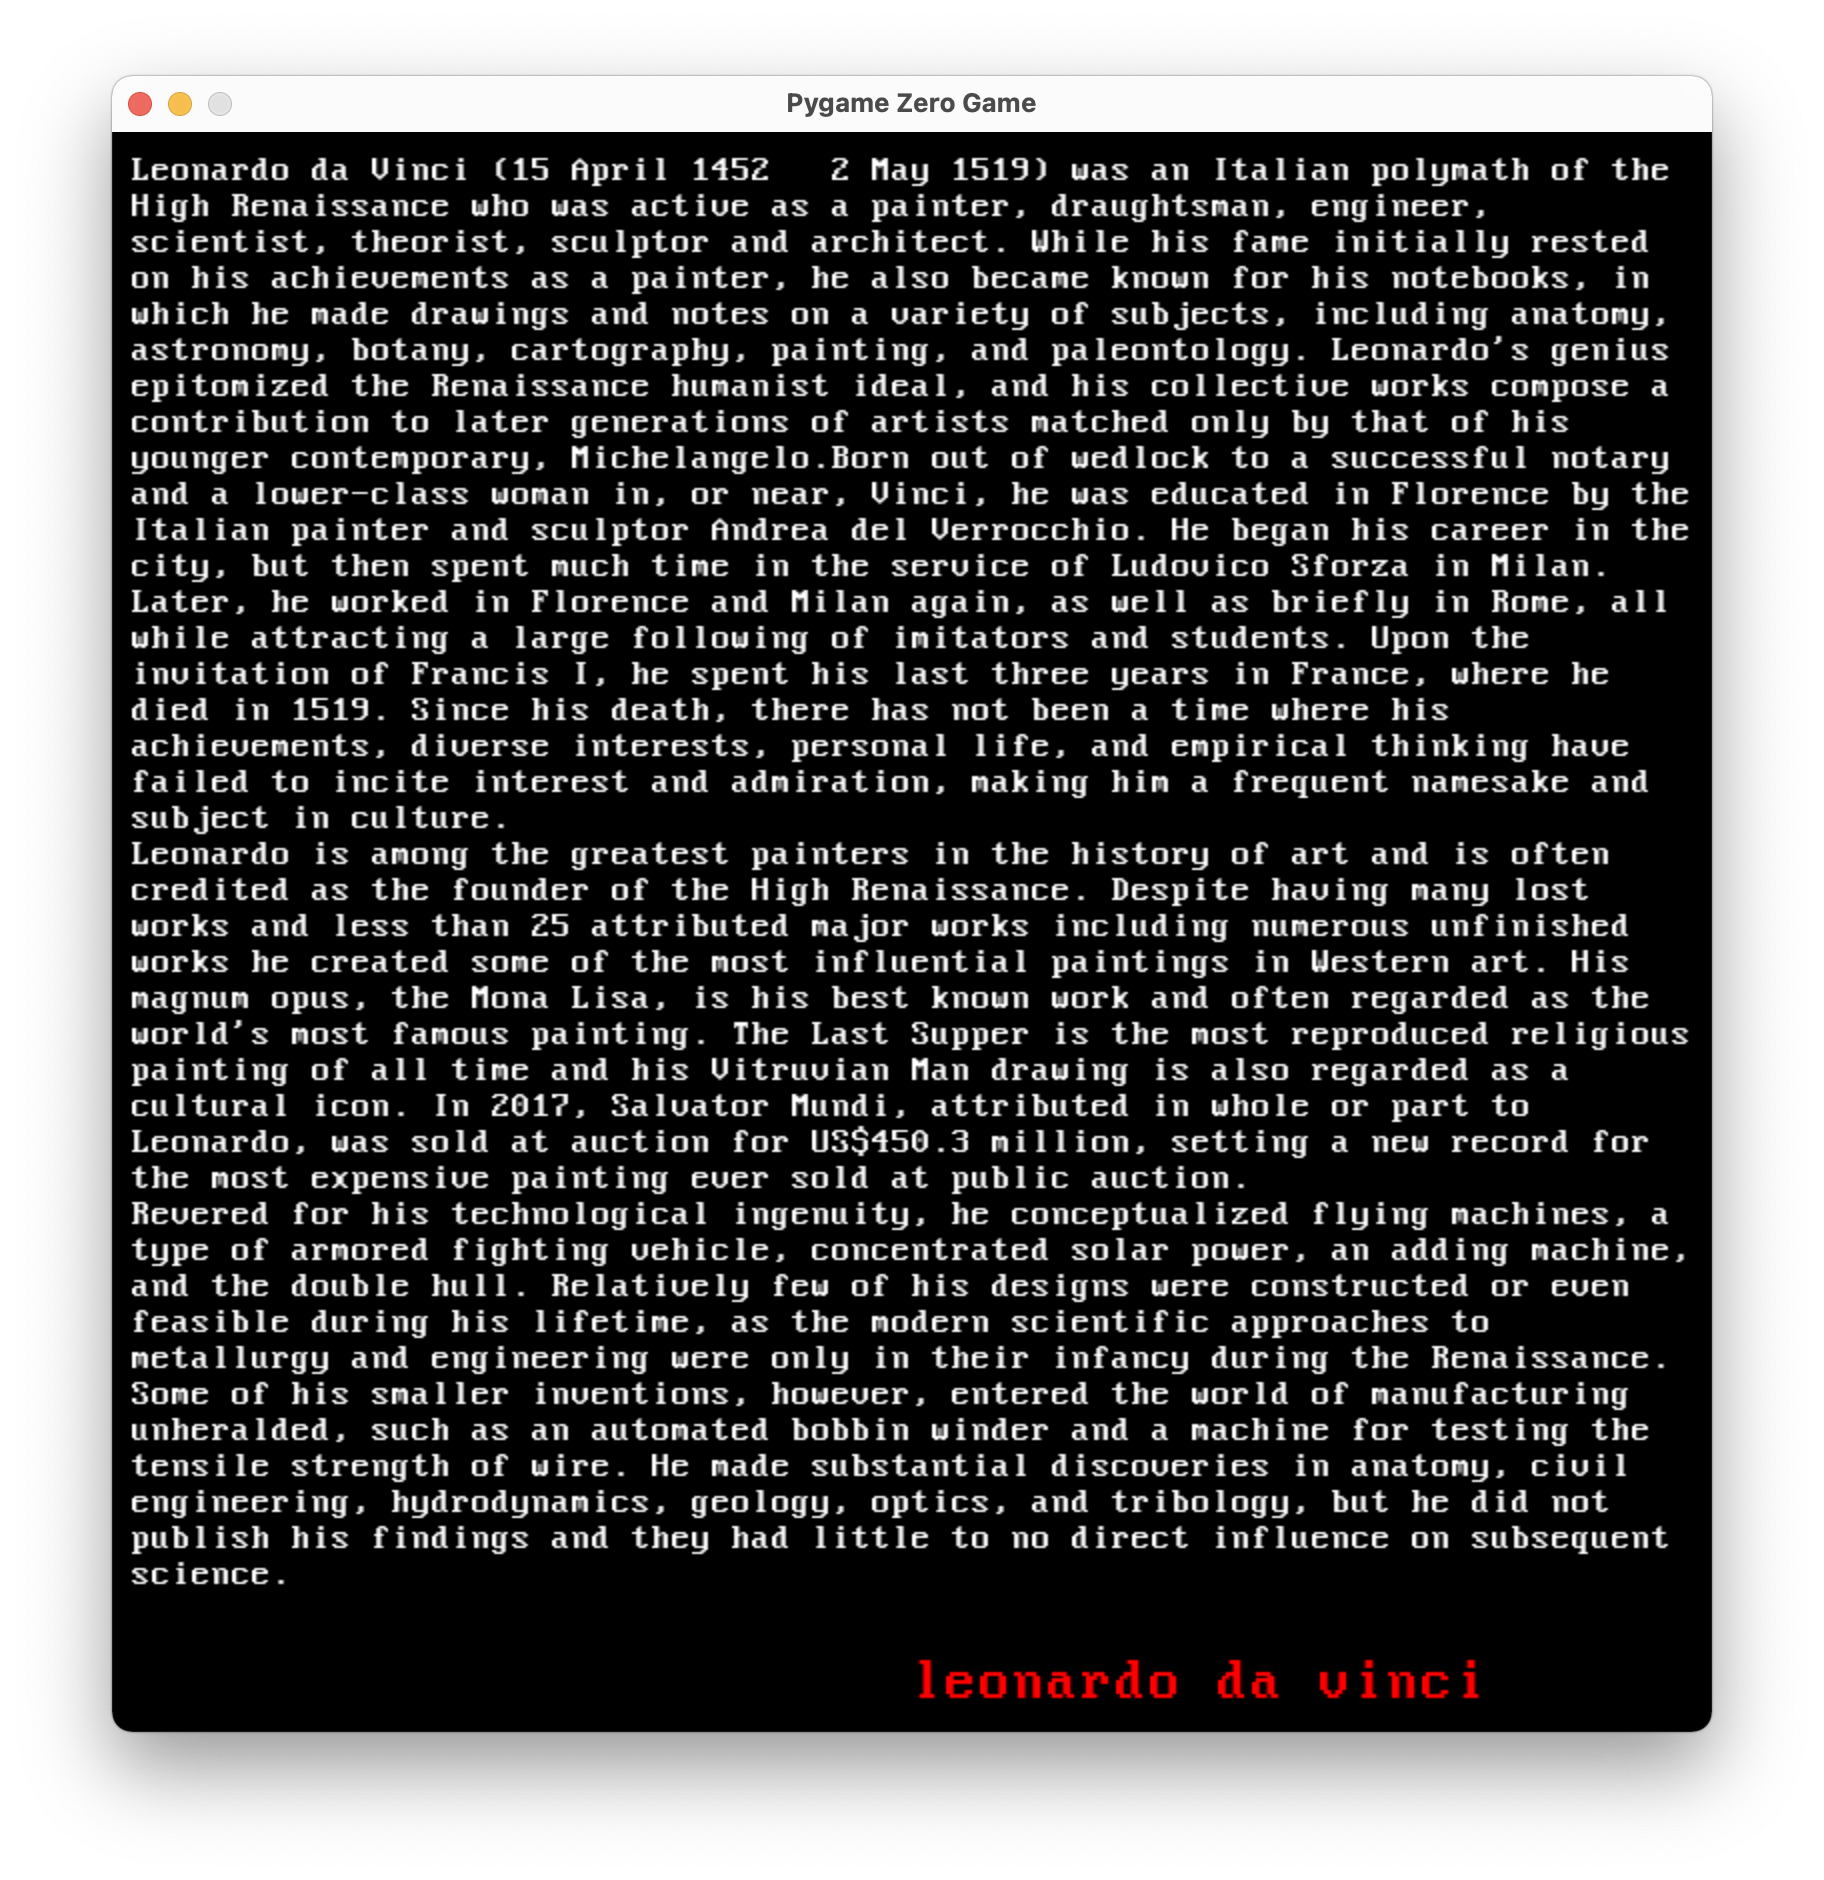 Pygame Zero Game
Leonardo da Vinci (15 April 1452   2 May 1519) was an Italian polymath of the
High Renaissance who was active as a painter, draughtsman, engineer,
scientist, theorist, sculptor and architect. While his fame initially rested
on his achievements as a painter, he also became known for his notebooks, in
which he made drawings and notes on a variety of subjects, including anatomy,
astronomy, botany, cartography, painting, and paleontology. Leonardo's genius
epitomized the Renaissance humanist ideal, and his collective works compose a
contribution to later generations of artists matched only by that of his
younger contemporary, Michelangelo.Born out of wedlock to a successful notary
and a lower-class woman in, or near, Vinci, he was educated in Florence by the
Italian painter and sculptor Andrea del Verrocchio. He began his career in the
city, but then spent much time in the service of Ludovico Sforza in Milan.
Later, he worked in Florence and Milan again, as well as briefly in Rome, all
while attracting a large following of imitators and students. Upon the
invitation of Francis I, he spent his last three years in France, where he
died in 1519. Since his death, there has not been a time where his
achievements, diverse interests, personal life, and empirical thinking have
failed to incite interest and admiration, making him a frequent namesake and
subject in culture.
Leonardo is among the greatest painters in the history of art and is often
credited as the founder of the High Renaissance. Despite having many lost
works and less than 25 attributed major works including numerous unfinished
works he created some of the most influential paintings in Western art. His
magnum opus, the Mona Lisa, is his best known work and often regarded as the
world's most famous painting. The Last Supper is the most reproduced religious
painting of all time and his Vitruvian Man drawing is also regarded as a
cultural icon. In 2017, Salvator Mundi, attributed in whole or part to
Leonardo, was sold at auction for US$450.3 million, setting a new record for
the most expensive painting ever sold at public auction.
Revered for his technological ingenuity, he conceptualized flying machines, a
type of armored fighting vehicle, concentrated solar power, an adding machine,
and the double hull. Relatively few of his designs were constructed or even
feasible during his lifetime, as the modern scientific approaches to
metallurgy and engineering were only in their infancy during the Renaissance.
Some of his smaller inventions, however, entered the world of manufacturing
unheralded, such as an automated bobbin winder and a machine for testing the
tensile strength of wire. He made substantial discoveries in anatomy, civil
engineering, hydrodynamics, geology, optics, and tribology, but he did not
publish his findings and they had little to no direct influence on subsequent
science.
leonardo da vinci